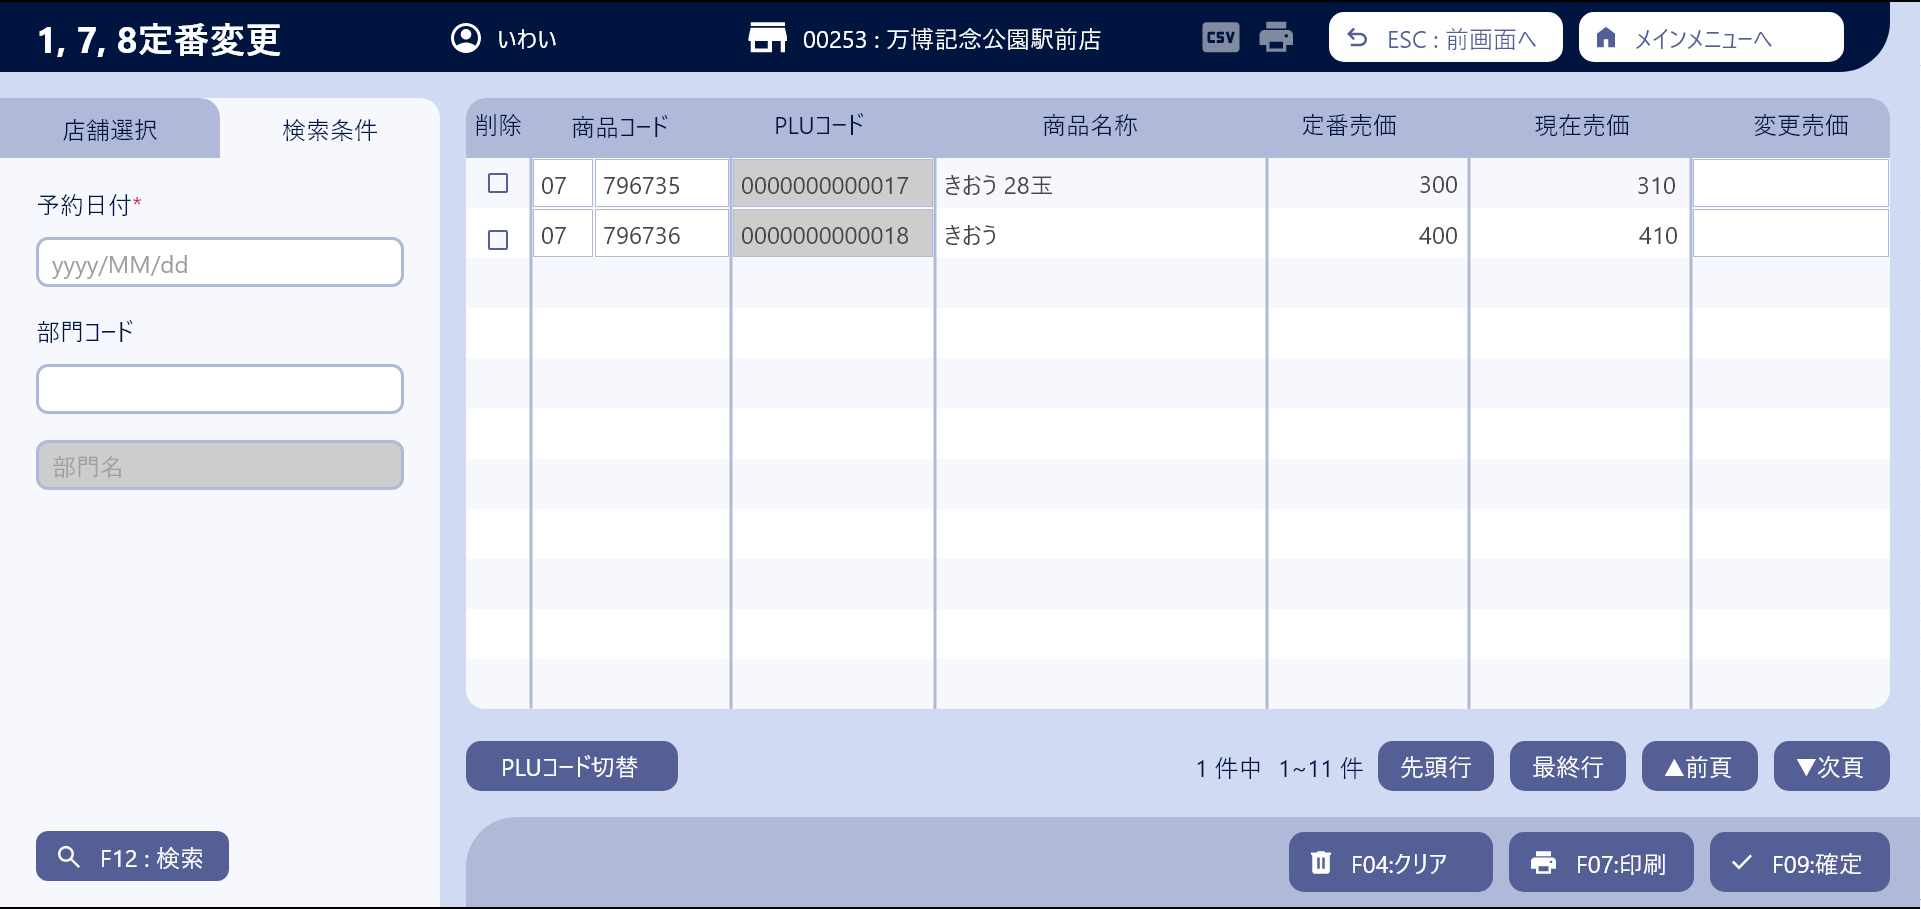 1, 7, 8定番変更
いわい
00253 : 万博記念公園駅前店
CSV
ESC : 前画面へ
メインメニューへ
店舗選択
検索条件
予約日付*
yyyy/MM/dd
部門コード
部門名
F12 : 検索
削除 商品コード PLUコード 商品名称 定番売価 現在売価 変更売価
07 796735 0000000000017 きおう 28玉 300 310
07 796736 0000000000018 きおう 400 410
PLUコード切替
1 件中 1~11 件
先頭行
最終行
▲前頁
▼次頁
F04:クリア
F07:印刷
F09:確定